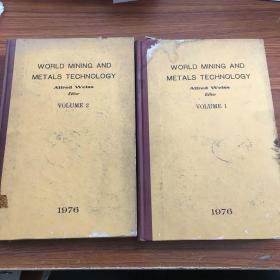 WORLD MINING AND
METALS TECHNOLOGY
Alfred Weiss
Editor
VOLUME 2
1976
WORLD MINING AND
METALS TECHNOLOGY
Alfred Weiss
Editor
VOLUME 1
1976